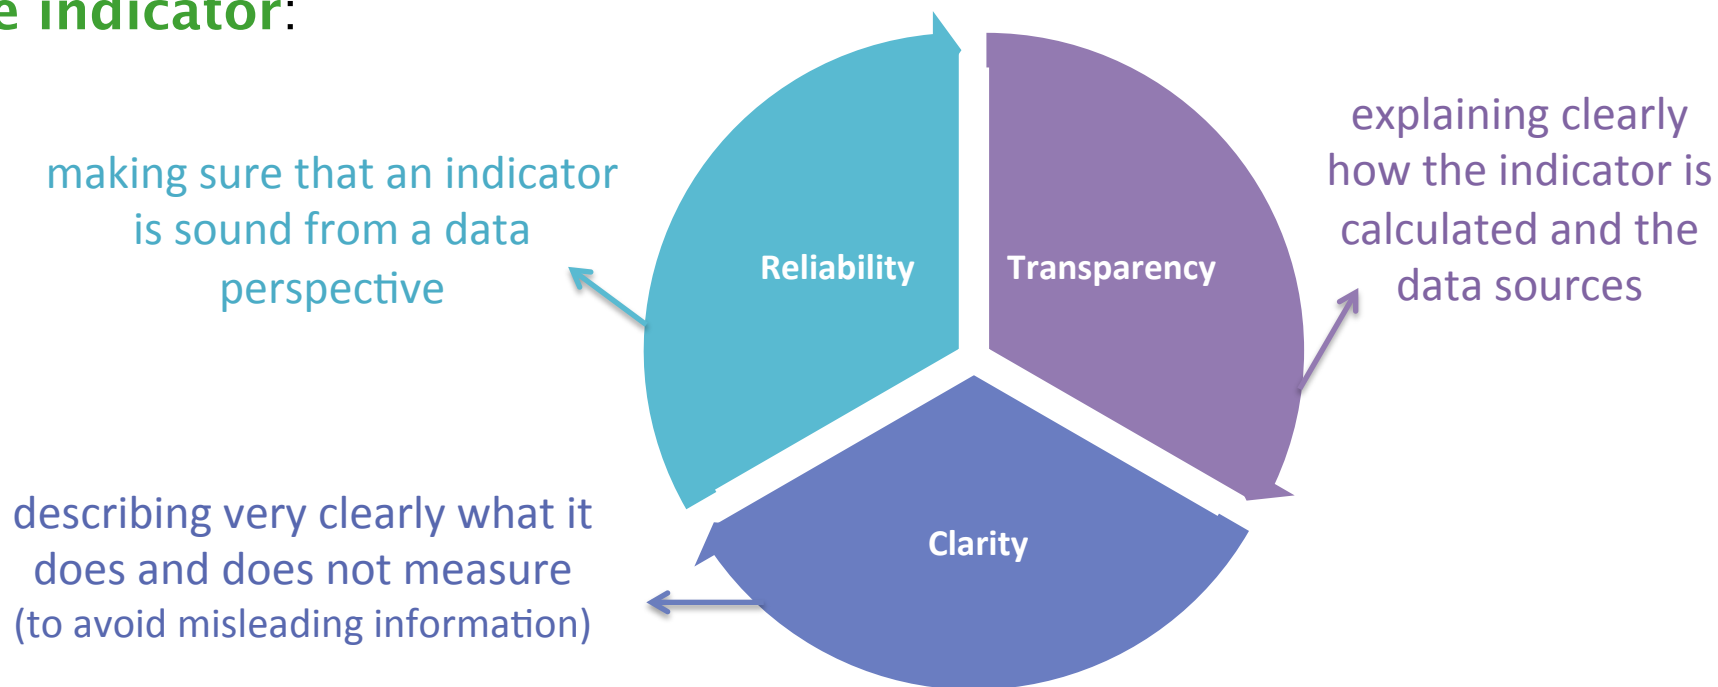 e indicator:
making sure that an indicator
is sound from a data
perspective
Reliability
Transparency
explaining clearly
how the indicator is
calculated and the
data sources
describing very clearly what it
does and does not measure
(to avoid misleading information)
Clarity